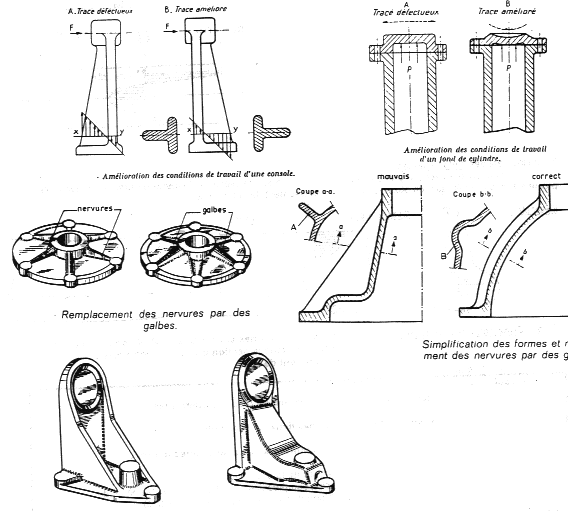 A. Tracé défectueux
B. Tracé amélioré
F
F
x
y
x
y
- Amélioration des conditions de travail d'une console.
A
Tracé défectueux
B
Tracé amélioré
P
P
Amélioration des conditions de travail
d'un fond de cylindre.
nervures
galbes
Remplacement des nervures par des
galbes.
mauvais
Coupe a-a.
A
a
a
correct
Coupe b-b.
B
b
b
Simplification des formes et r
ment des nervures par des g